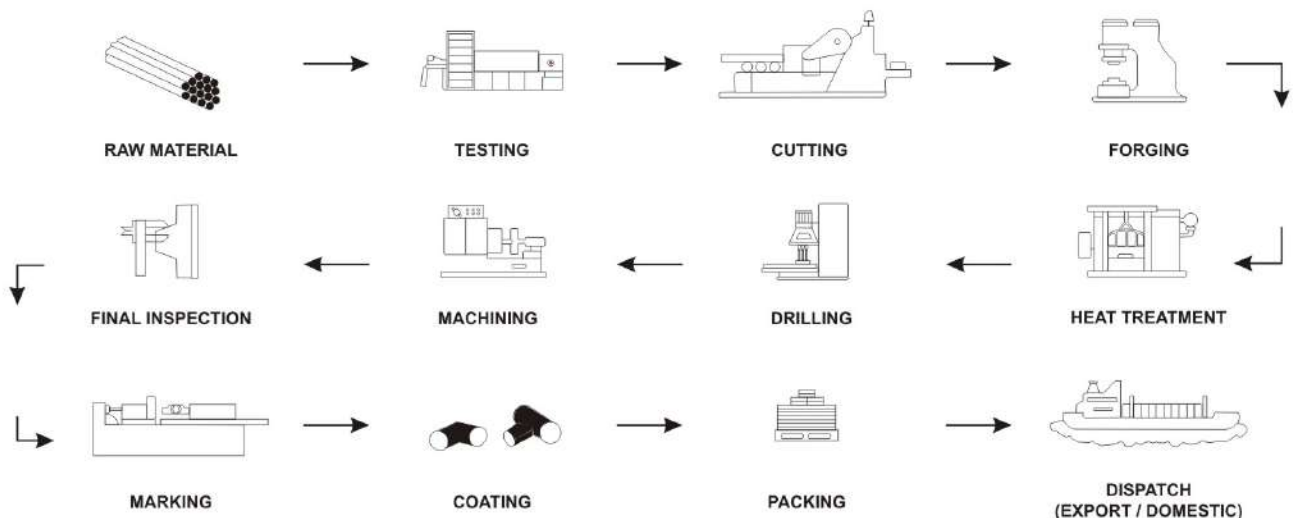 RAW MATERIAL
TESTING
CUTTING
FORGING
HEAT TREATMENT
DRILLING
MACHINING
FINAL INSPECTION
MARKING
COATING
PACKING
DISPATCH
(EXPORT / DOMESTIC)